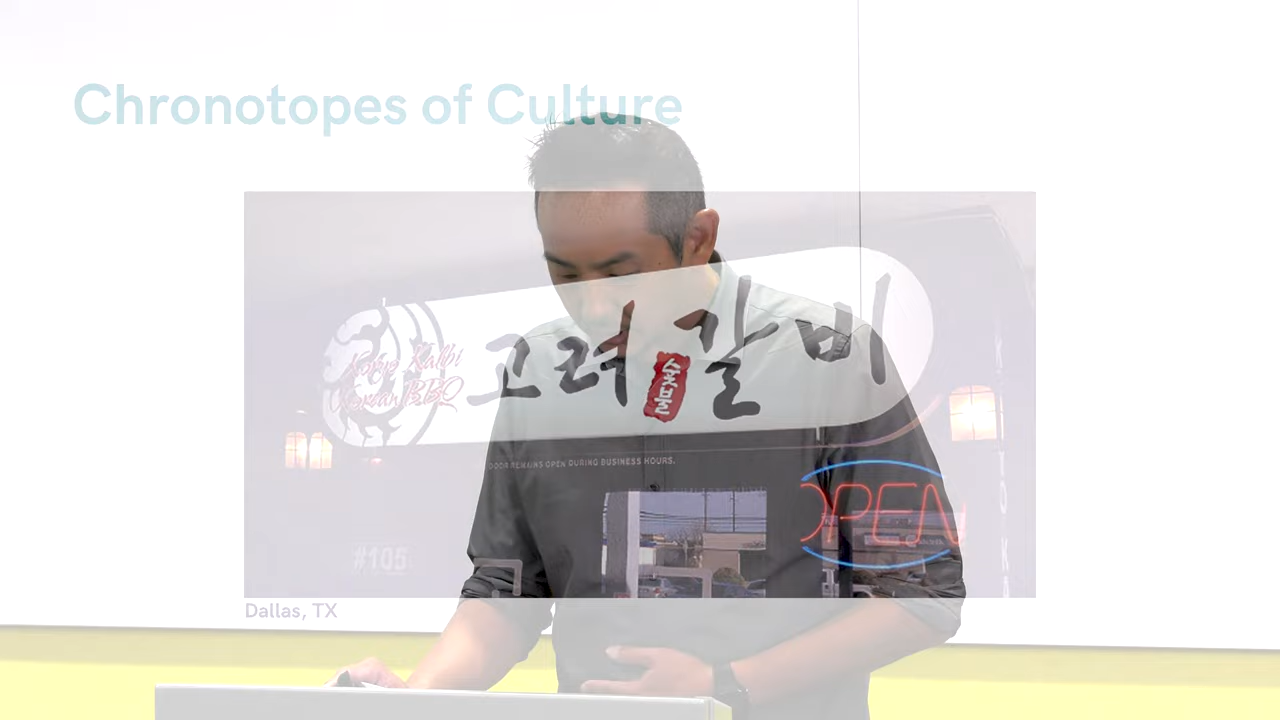 Chronotopes of Culture
고려 숯불 갈비
Koryo Kalbi
Korean BBQ
DOOR REMAINS OPEN DURING BUSINESS HOURS.
OPEN
#105
Dallas, TX